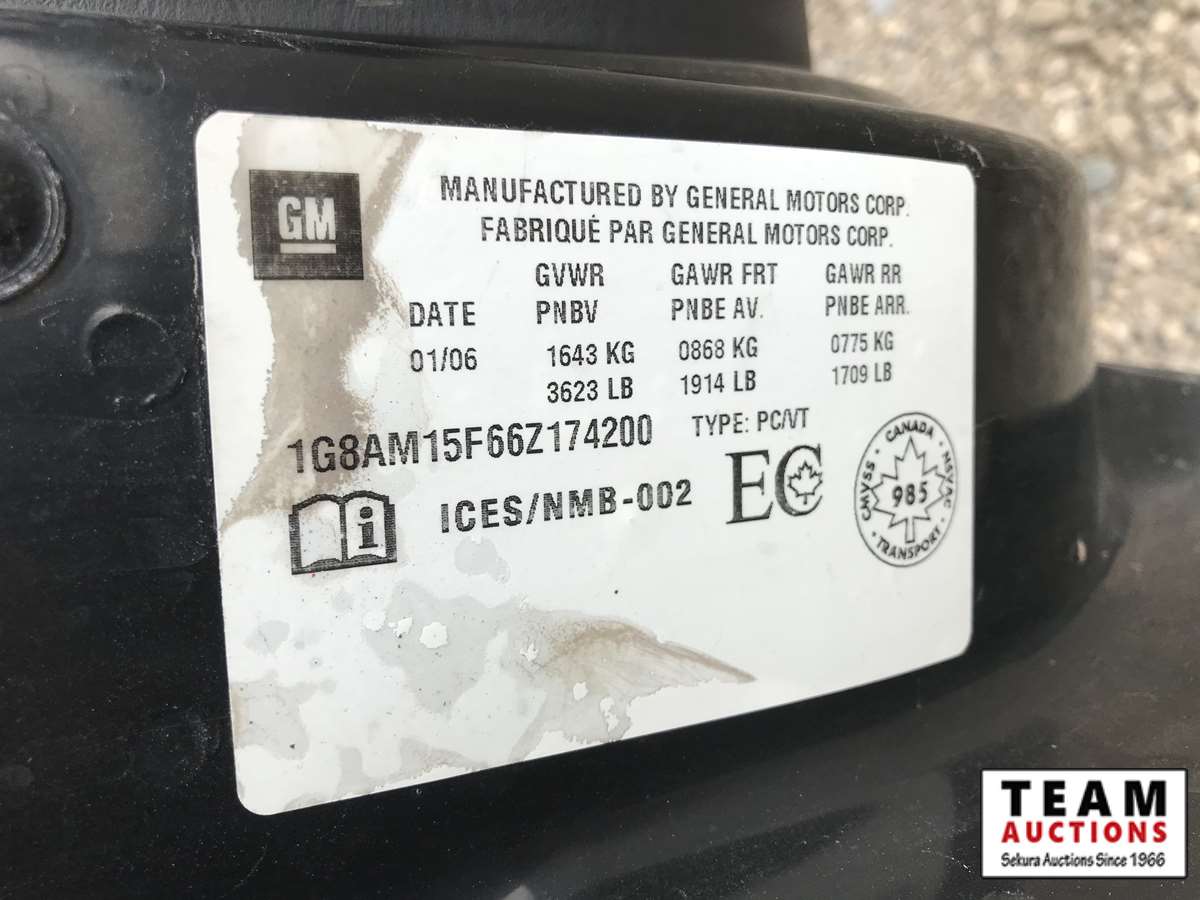 GM
MANUFACTURED BY GENERAL MOTORS CORP.
FABRIQUÉ PAR GENERAL MOTORS CORP.
GVWR GAWR FRT GAWR RR
DATE PNBV PNBE AV. PNBE ARR.
01/06 1643 KG 0868 KG 0775 KG
3623 LB 1914 LB 1709 LB
1G8AM15F66Z174200 TYPE: PC/VT
i ICES/NMB-002 EC
CANADA
CMVSS 985 NSVAC
TRANSPORT
TEAM
AUCTIONS
Sekura Auctions Since 1966